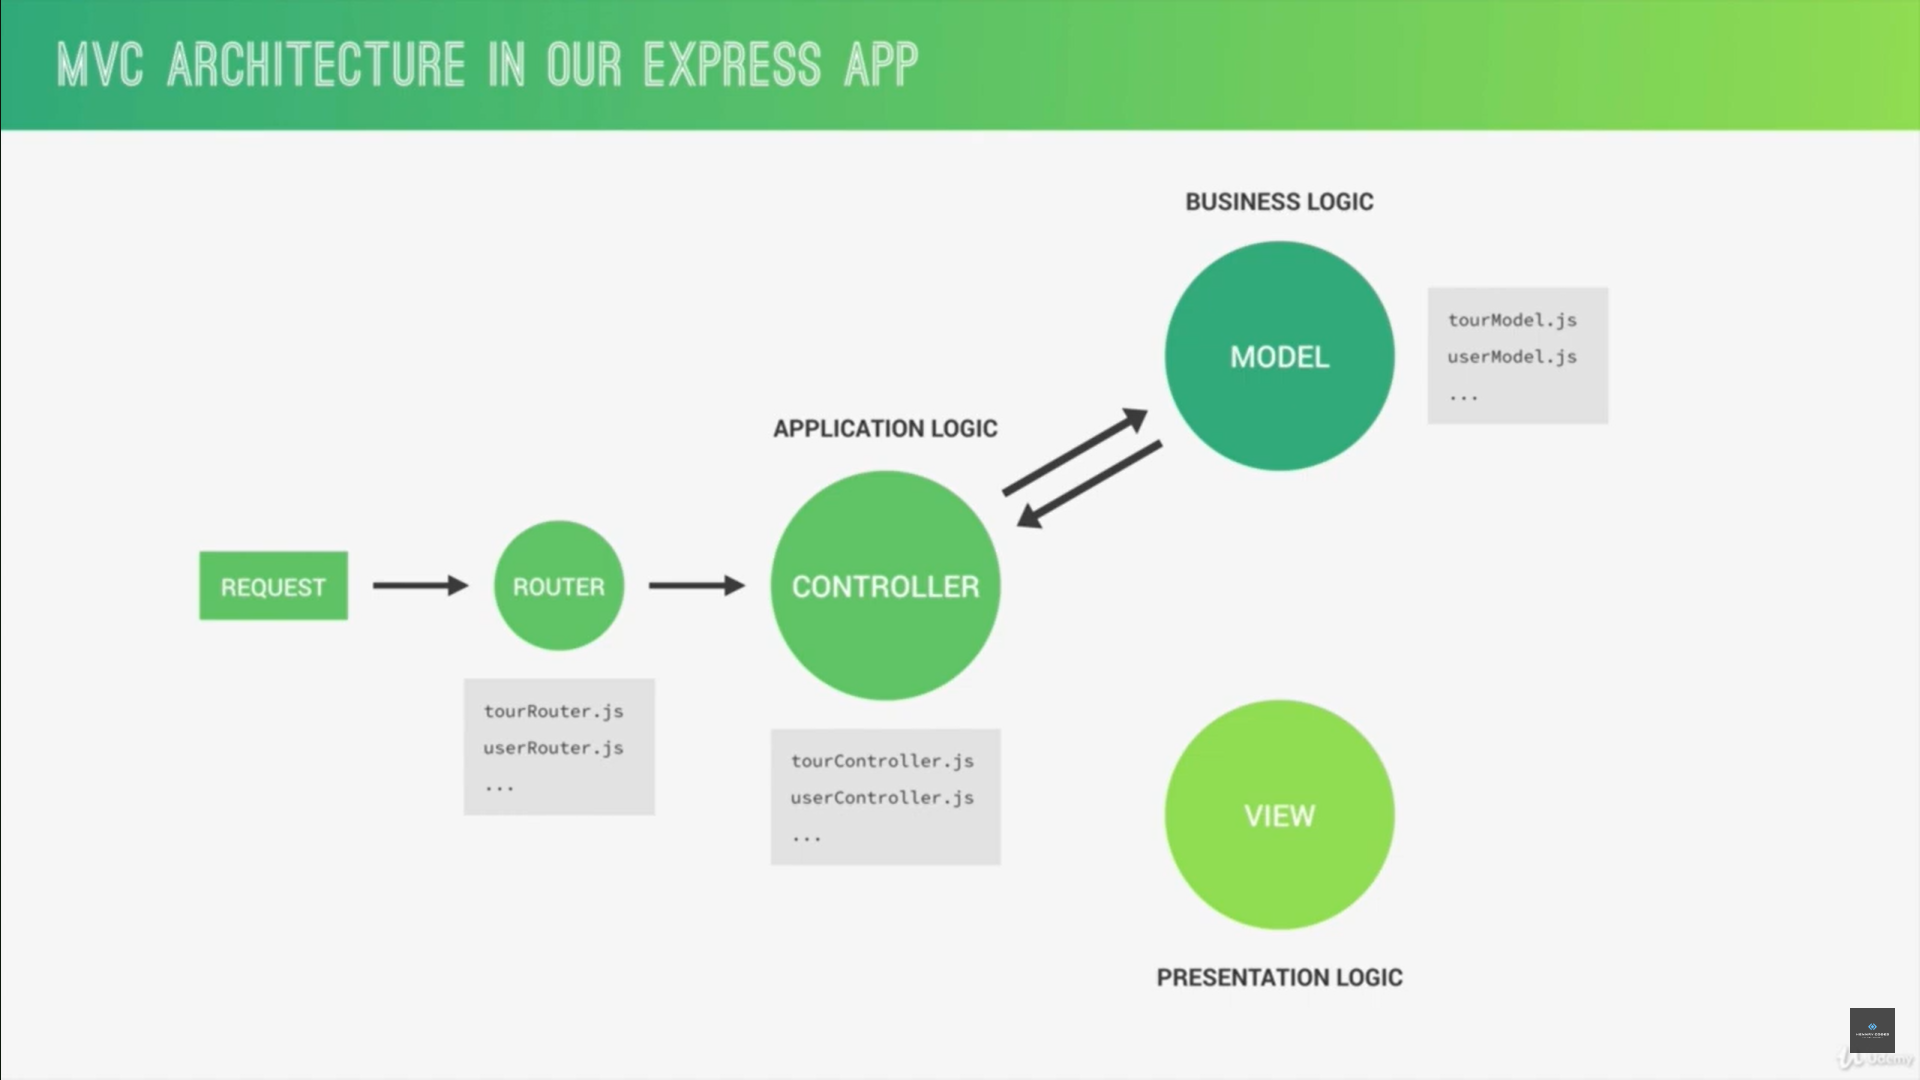 MVC ARCHITECTURE IN OUR EXPRESS APP
BUSINESS LOGIC
MODEL
tourModel.js
userModel.js
...
APPLICATION LOGIC
CONTROLLER
REQUEST
ROUTER
tourRouter.js
userRouter.js
...
tourController.js
userController.js
...
VIEW
PRESENTATION LOGIC
Udemy